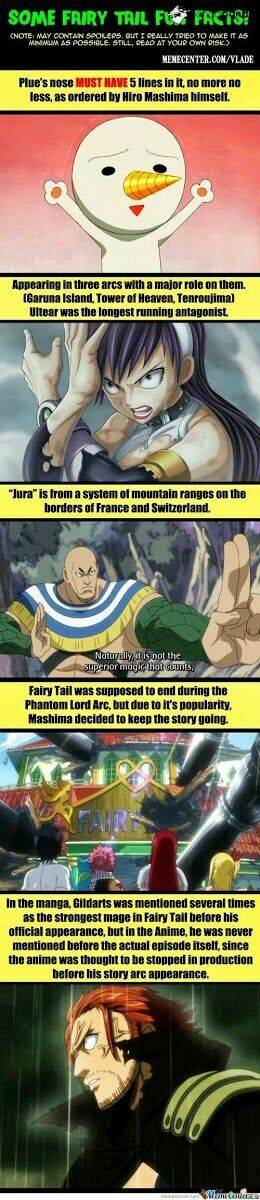 SOME FAIRY TAIL FUN FACTS!
(NOTE: MAY CONTAIN SPOILERS, BUT I REALLY TRIED TO MAKE IT AS
MINIMUM AS POSSIBLE. STILL, READ AT YOUR OWN RISK.)
MEMECENTER.COM/VLADE
Plue's nose MUST HAVE 5 lines in it, no more no
less, as ordered by Hiro Mashima himself.
Appearing in three arcs with a major role on them.
(Garuna Island, Tower of Heaven, Tenroujima)
Ultear was the longest running antagonist.
"Jura" is from a system of mountain ranges on the
borders of France and Switzerland.
Naturally, it is not the
superior magic that counts,
Fairy Tail was supposed to end during the
Phantom Lord Arc, but due to it's popularity,
Mashima decided to keep the story going.
FAIRY
In the manga, Gildarts was mentioned several times
as the strongest mage in Fairy Tail before his
official appearance, but in the Anime, he was never
mentioned before the actual episode itself, since
the anime was thought to be stopped in production
before his story arc appearance.
memecenter.com
MemeCenter